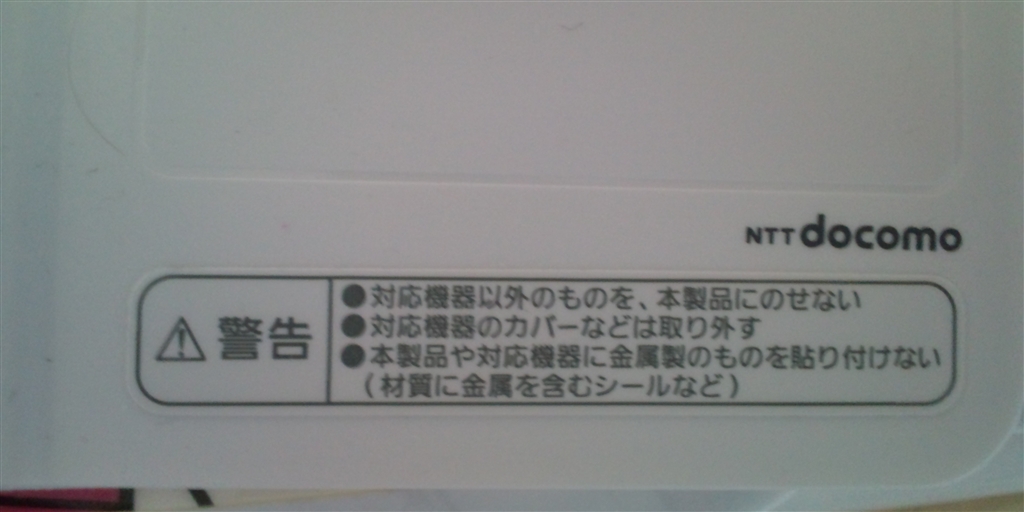 NTT docomo
⚠警告
●対応機器以外のものを、本製品にのせない
●対応機器のカバーなどは取り外す
●本製品や対応機器に金属製のものを貼り付けない
(材質に金属を含むシールなど)